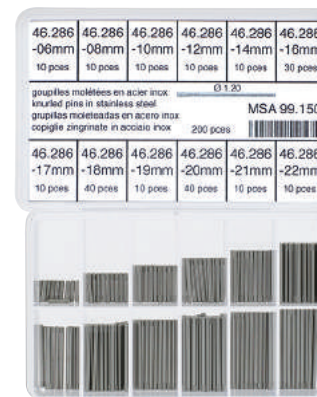 46.286 46.286 46.286 46.286 46.286 46.286
-06mm -08mm -10mm -12mm -14mm -16mm
10 pces 10 pces 10 pces 10 pces 10 pces 30 pces
Ø 1.20
goupilles moletées en acier inox
knurled pins in stainless steel
MSA 99.150
grupillas moleteadas en acero inox
copiglie zingrinate in acciaio inox 200 pces
46.286 46.286 46.286 46.286 46.286 46.286
-17mm -18mm -19mm -20mm -21mm -22mm
10 pces 40 pces 10 pces 40 pces 10 pces 10 pces